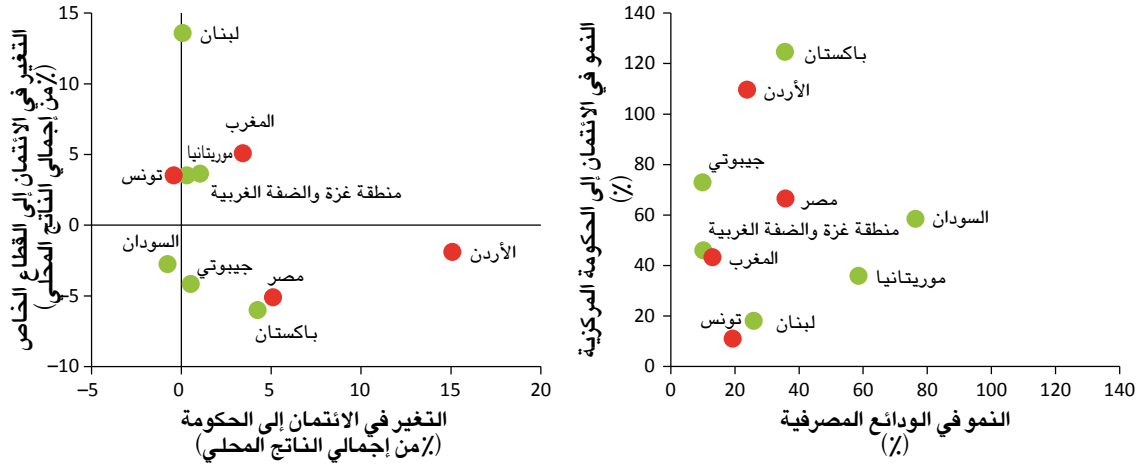 التغير في الائتمان إلى القطاع الخاص
(٪من إجمالي الناتج المحلي)
15
10
5
0
−5
−10
لبنان
المغرب
موريتانيا
تونس
منطقة غزة والضفة الغربية
السودان
جيبوتي
الأردن
مصر
باكستان
−5
0
5
10
15
20
التغير في الائتمان إلى الحكومة
(٪من إجمالي الناتج المحلي)
النمو في الائتمان إلى الحكومة المركزية
(٪)
140
120
100
80
60
40
20
0
باكستان
الأردن
جيبوتي
مصر
السودان
منطقة غزة والضفة الغربية
المغرب
موريتانيا
تونس
لبنان
0
20
40
60
80
100
120
140
النمو في الودائع المصرفية
(٪)